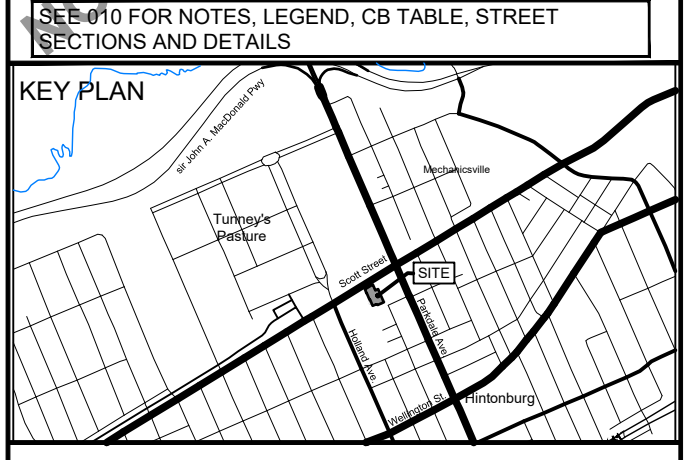 SEE 010 FOR NOTES, LEGEND, CB TABLE, STREET
SECTIONS AND DETAILS
KEY PLAN
sir John A. MacDonald Pwy
Mechanicsville
Tunney's
Pasture
Scott Street
SITE
Holland Ave.
Parkdale Ave.
Wellington St.
Hintonburg